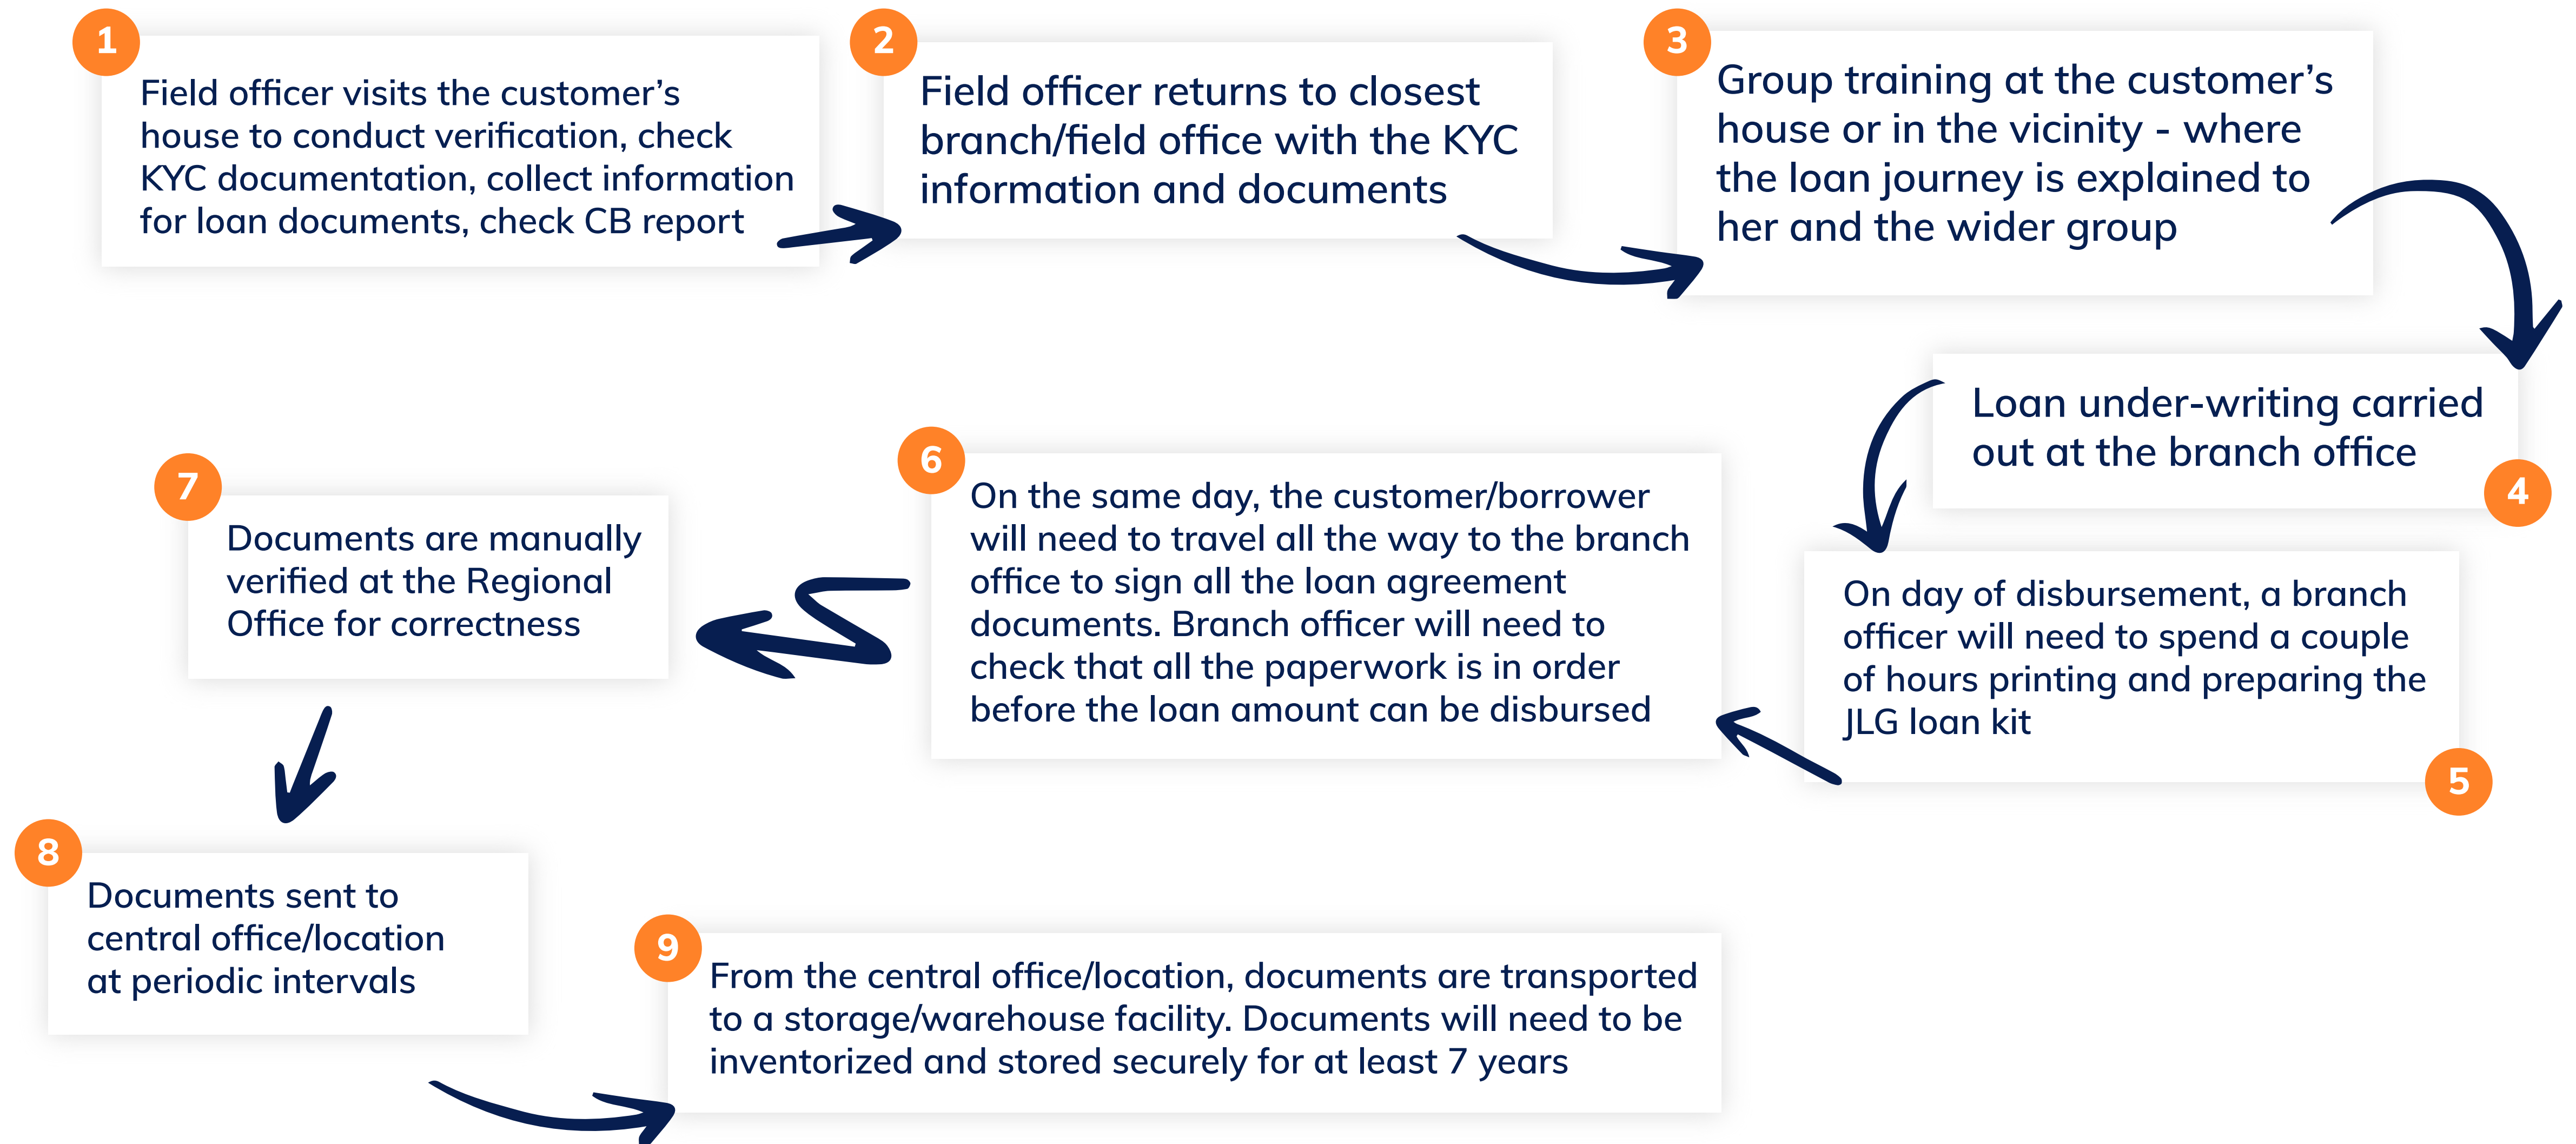 1
Field officer visits the customer’s
house to conduct verification, check
KYC documentation, collect information
for loan documents, check CB report
2
Field officer returns to closest
branch/field office with the KYC
information and documents
3
Group training at the customer’s
house or in the vicinity - where
the loan journey is explained to
her and the wider group
Loan under-writing carried
out at the branch office
4
On day of disbursement, a branch
officer will need to spend a couple
of hours printing and preparing the
JLG loan kit
5
6
On the same day, the customer/borrower
will need to travel all the way to the branch
office to sign all the loan agreement
documents. Branch officer will need to
check that all the paperwork is in order
before the loan amount can be disbursed
7
Documents are manually
verified at the Regional
Office for correctness
8
Documents sent to
central office/location
at periodic intervals
9
From the central office/location, documents are transported
to a storage/warehouse facility. Documents will need to be
inventorized and stored securely for at least 7 years